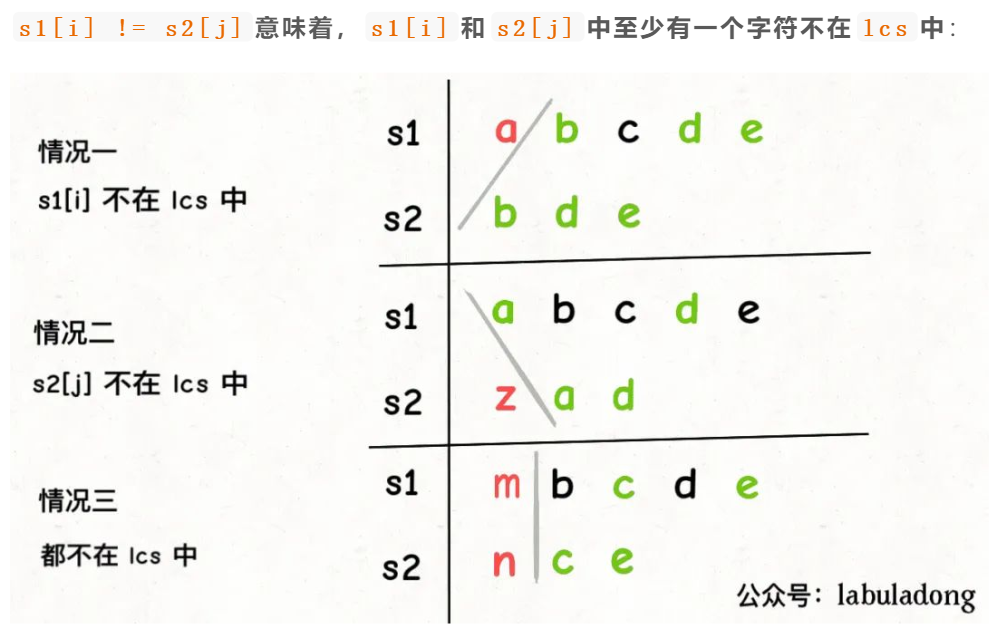 s1[i] != s2[j] 意味着，s1[i] 和 s2[j] 中至少有一个字符不在 lcs 中：
情况一
s1[i] 不在 lcs 中
s1 a b c d e
s2 b d e
情况二
s2[j] 不在 lcs 中
s1 a b c d e
s2 z a d
情况三
都不在 lcs 中
s1 m b c d e
s2 n c e
公众号：labuladong